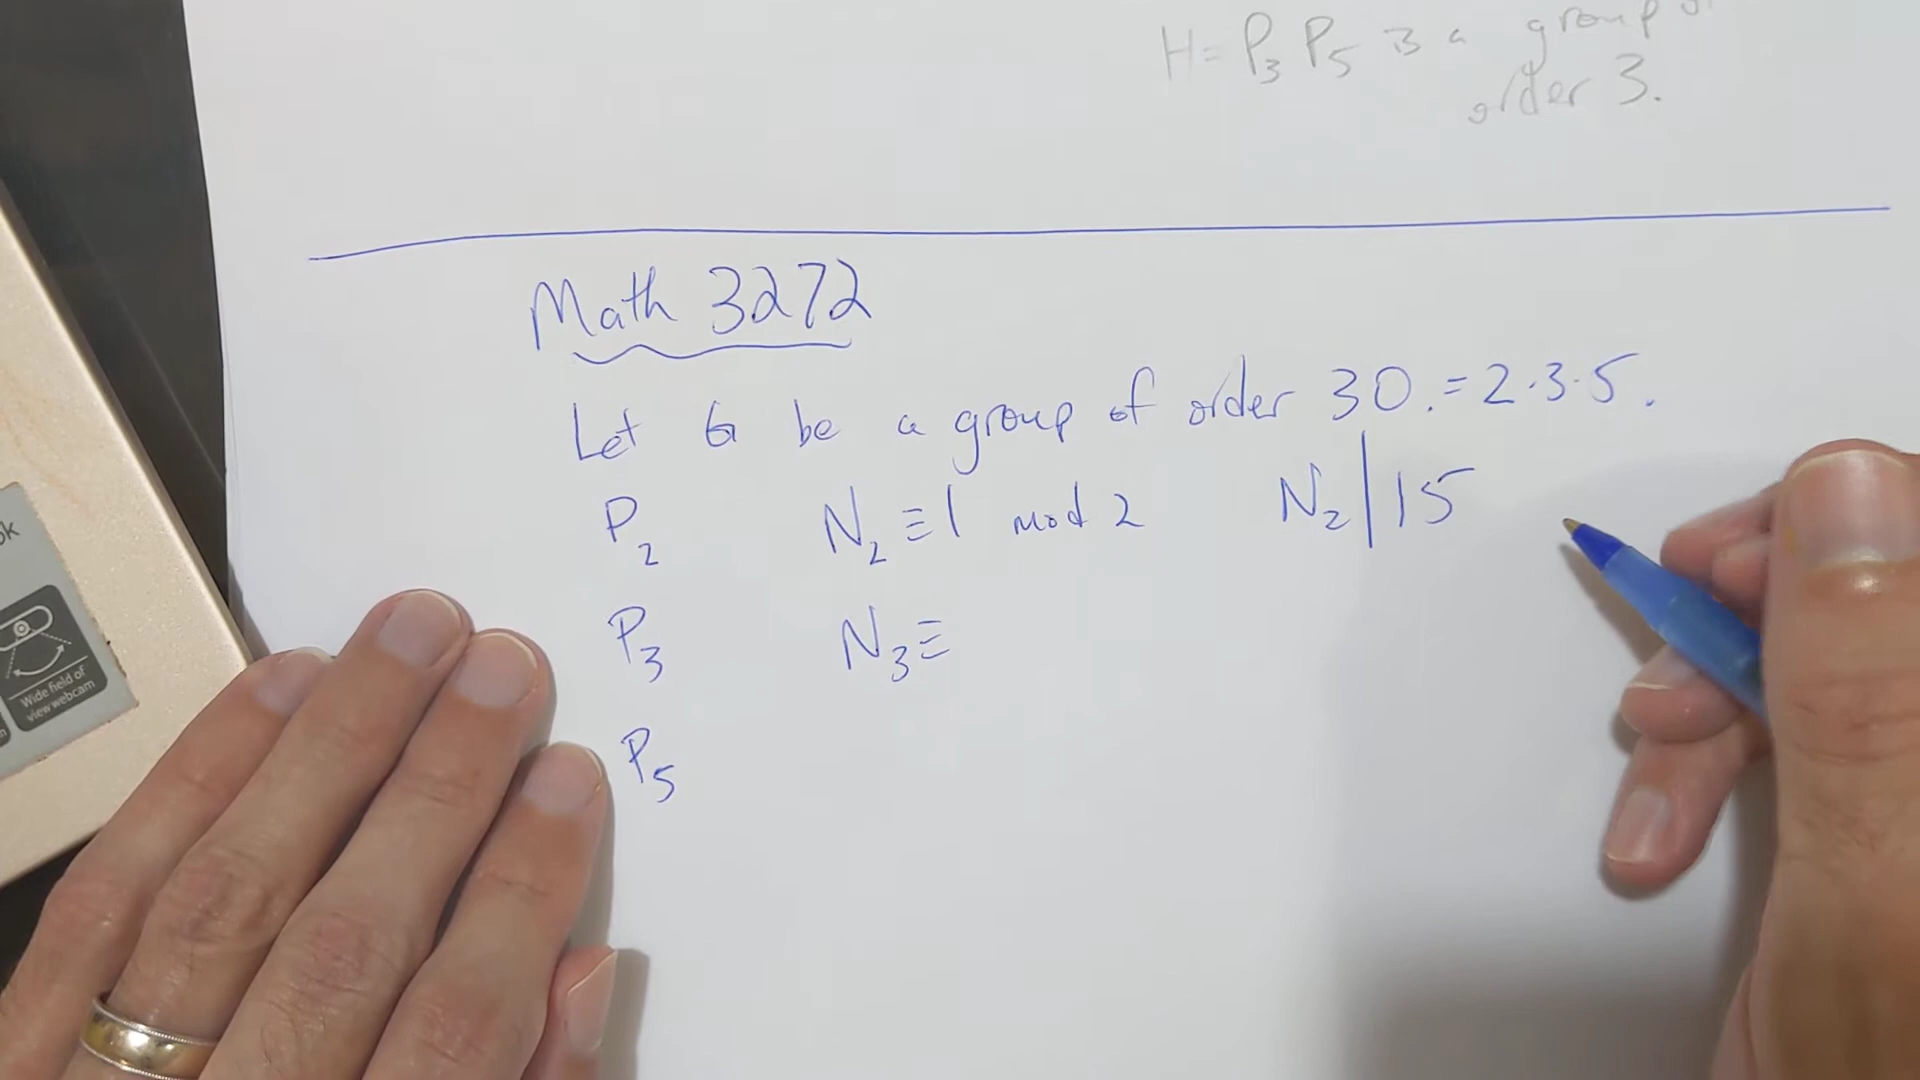 H = P₃ P₅ is a group
order 3.
Math 3272
Let G be a group of order 30. = 2·3·5.
P₂ N₂ ≡ 1 mod 2 N₂ | 15
P₃ N₃ ≡
P₅
Wide field of
view webcam